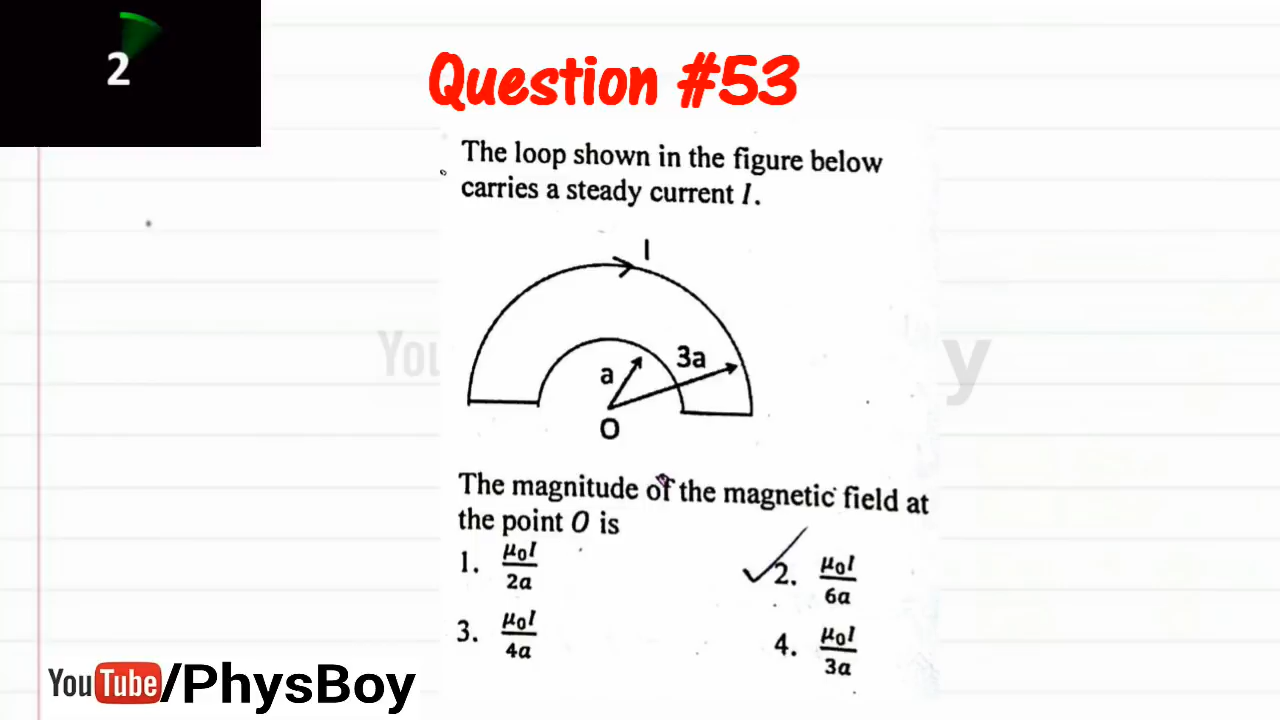 2
Question #53
The loop shown in the figure below
carries a steady current I.
I
a
3a
O
You
y
The magnitude of the magnetic field at
the point O is
1. μ₀I/2a
2. μ₀I/6a
3. μ₀I/4a
4. μ₀I/3a
YouTube/PhysBoy